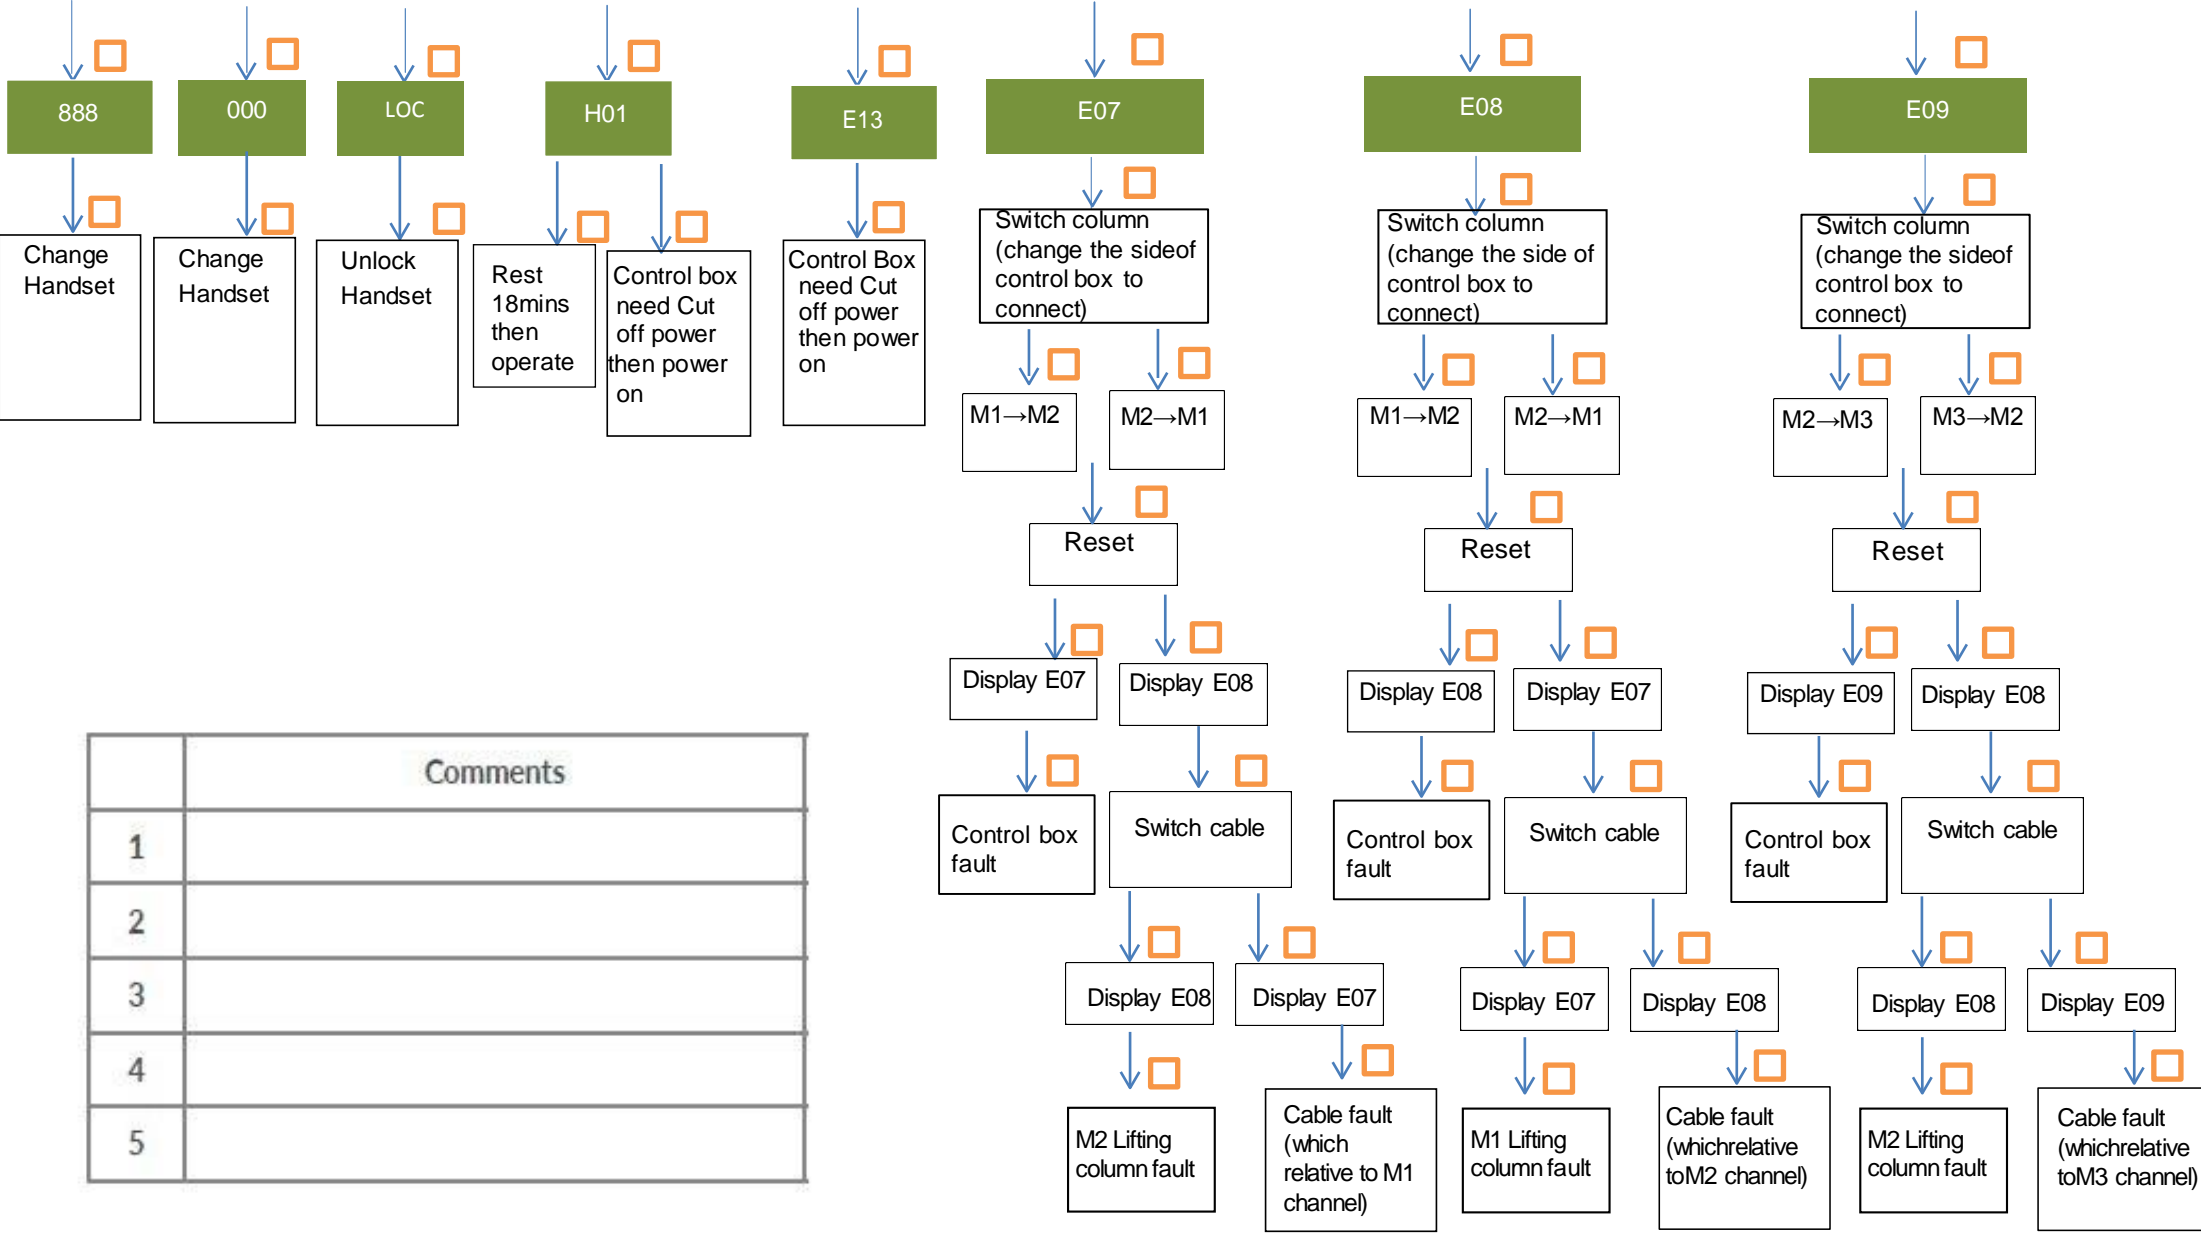 888
000
LOC
H01
E13
E07
E08
E09
Change
Handset
Change
Handset
Unlock
Handset
Rest
18mins
then
operate
Control box
need Cut
off power
then power
on
Control Box
need Cut
off power
then power
on
Switch column
(change the sideof
control box to
connect)
M1→M2
M2→M1
Reset
Display E07
Display E08
Control box
fault
Switch cable
Display E08
Display E07
M2 Lifting
column fault
Cable fault
(which
relative to M1
channel)
Switch column
(change the side of
control box to
connect)
M1→M2
M2→M1
Reset
Display E08
Display E07
Control box
fault
Switch cable
Display E07
Display E08
M1 Lifting
column fault
Cable fault
(whichrelative
toM2 channel)
Switch column
(change the sideof
control box to
connect)
M2→M3
M3→M2
Reset
Display E09
Display E08
Control box
fault
Switch cable
Display E08
Display E09
M2 Lifting
column fault
Cable fault
(whichrelative
toM3 channel)
Comments
1
2
3
4
5